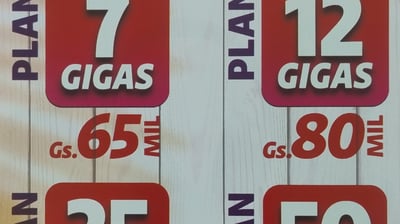 PLAN 7 GIGAS
Gs. 65 MIL
PLAN 12 GIGAS
Gs. 80 MIL